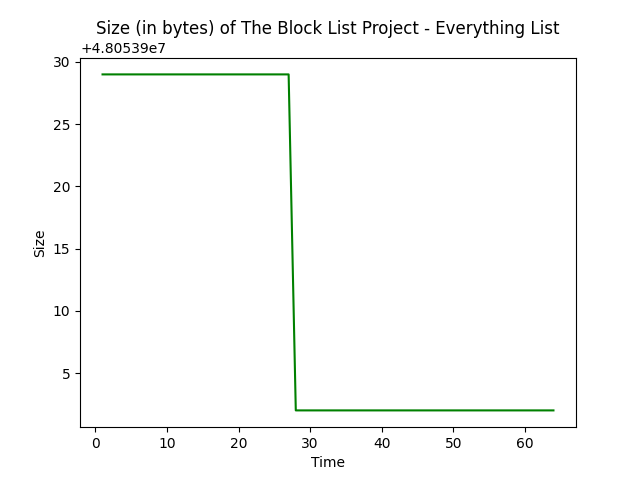 Size (in bytes) of The Block List Project - Everything List
+4.80539e7
30
25
20
15
10
5
Size
0 10 20 30 40 50 60
Time